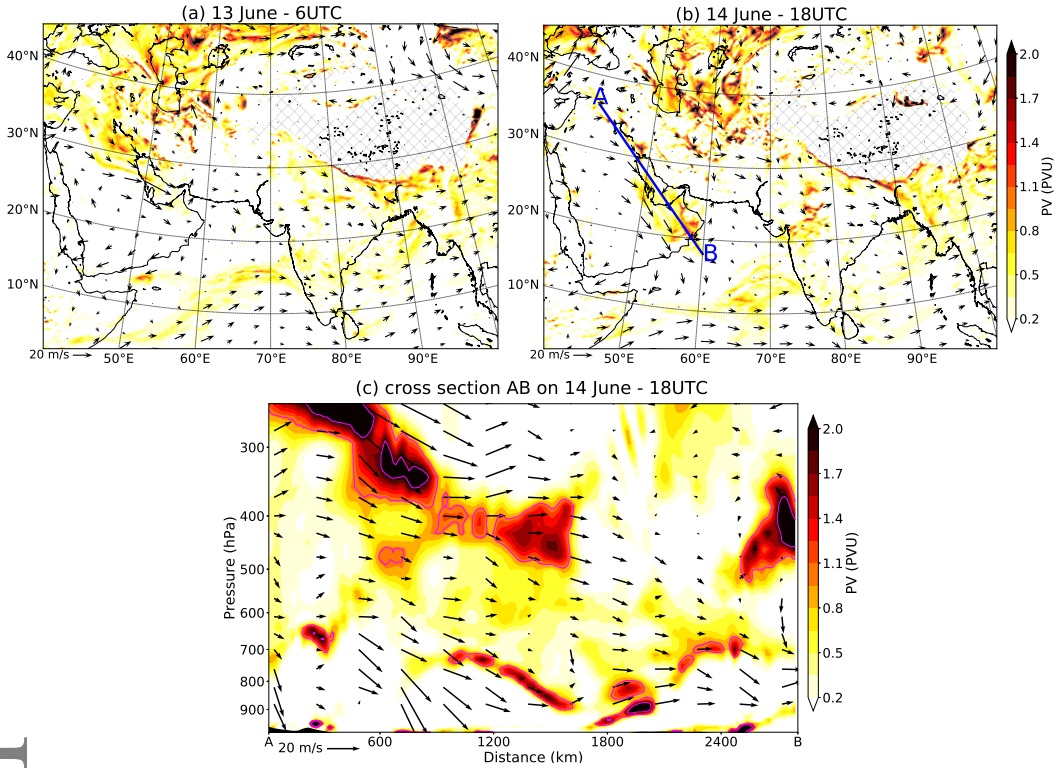 (a) 13 June - 6UTC
(b) 14 June - 18UTC
40°N
30°N
20°N
10°N
20 m/s
50°E
60°E
70°E
80°E
90°E
40°N
30°N
20°N
10°N
A
B
20 m/s
50°E
60°E
70°E
80°E
90°E
2.0
1.7
1.4
1.1
0.8
0.5
0.2
PV (PVU)
(c) cross section AB on 14 June - 18UTC
Pressure (hPa)
300
400
500
600
700
800
900
A
600
1200
1800
2400
B
20 m/s
Distance (km)
2.0
1.7
1.4
1.1
0.8
0.5
0.2
PV (PVU)